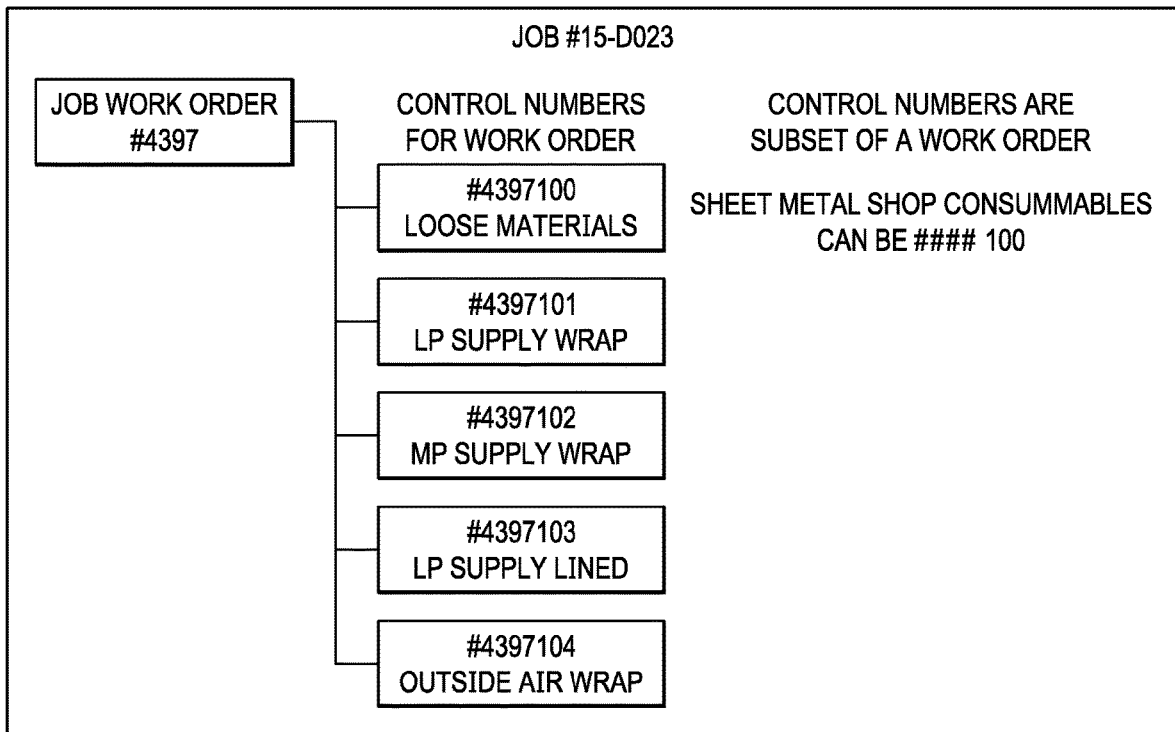 JOB #15-D023
JOB WORK ORDER
#4397
CONTROL NUMBERS
FOR WORK ORDER
CONTROL NUMBERS ARE
SUBSET OF A WORK ORDER
#4397100
LOOSE MATERIALS
SHEET METAL SHOP CONSUMMABLES
CAN BE #### 100
#4397101
LP SUPPLY WRAP
#4397102
MP SUPPLY WRAP
#4397103
LP SUPPLY LINED
#4397104
OUTSIDE AIR WRAP